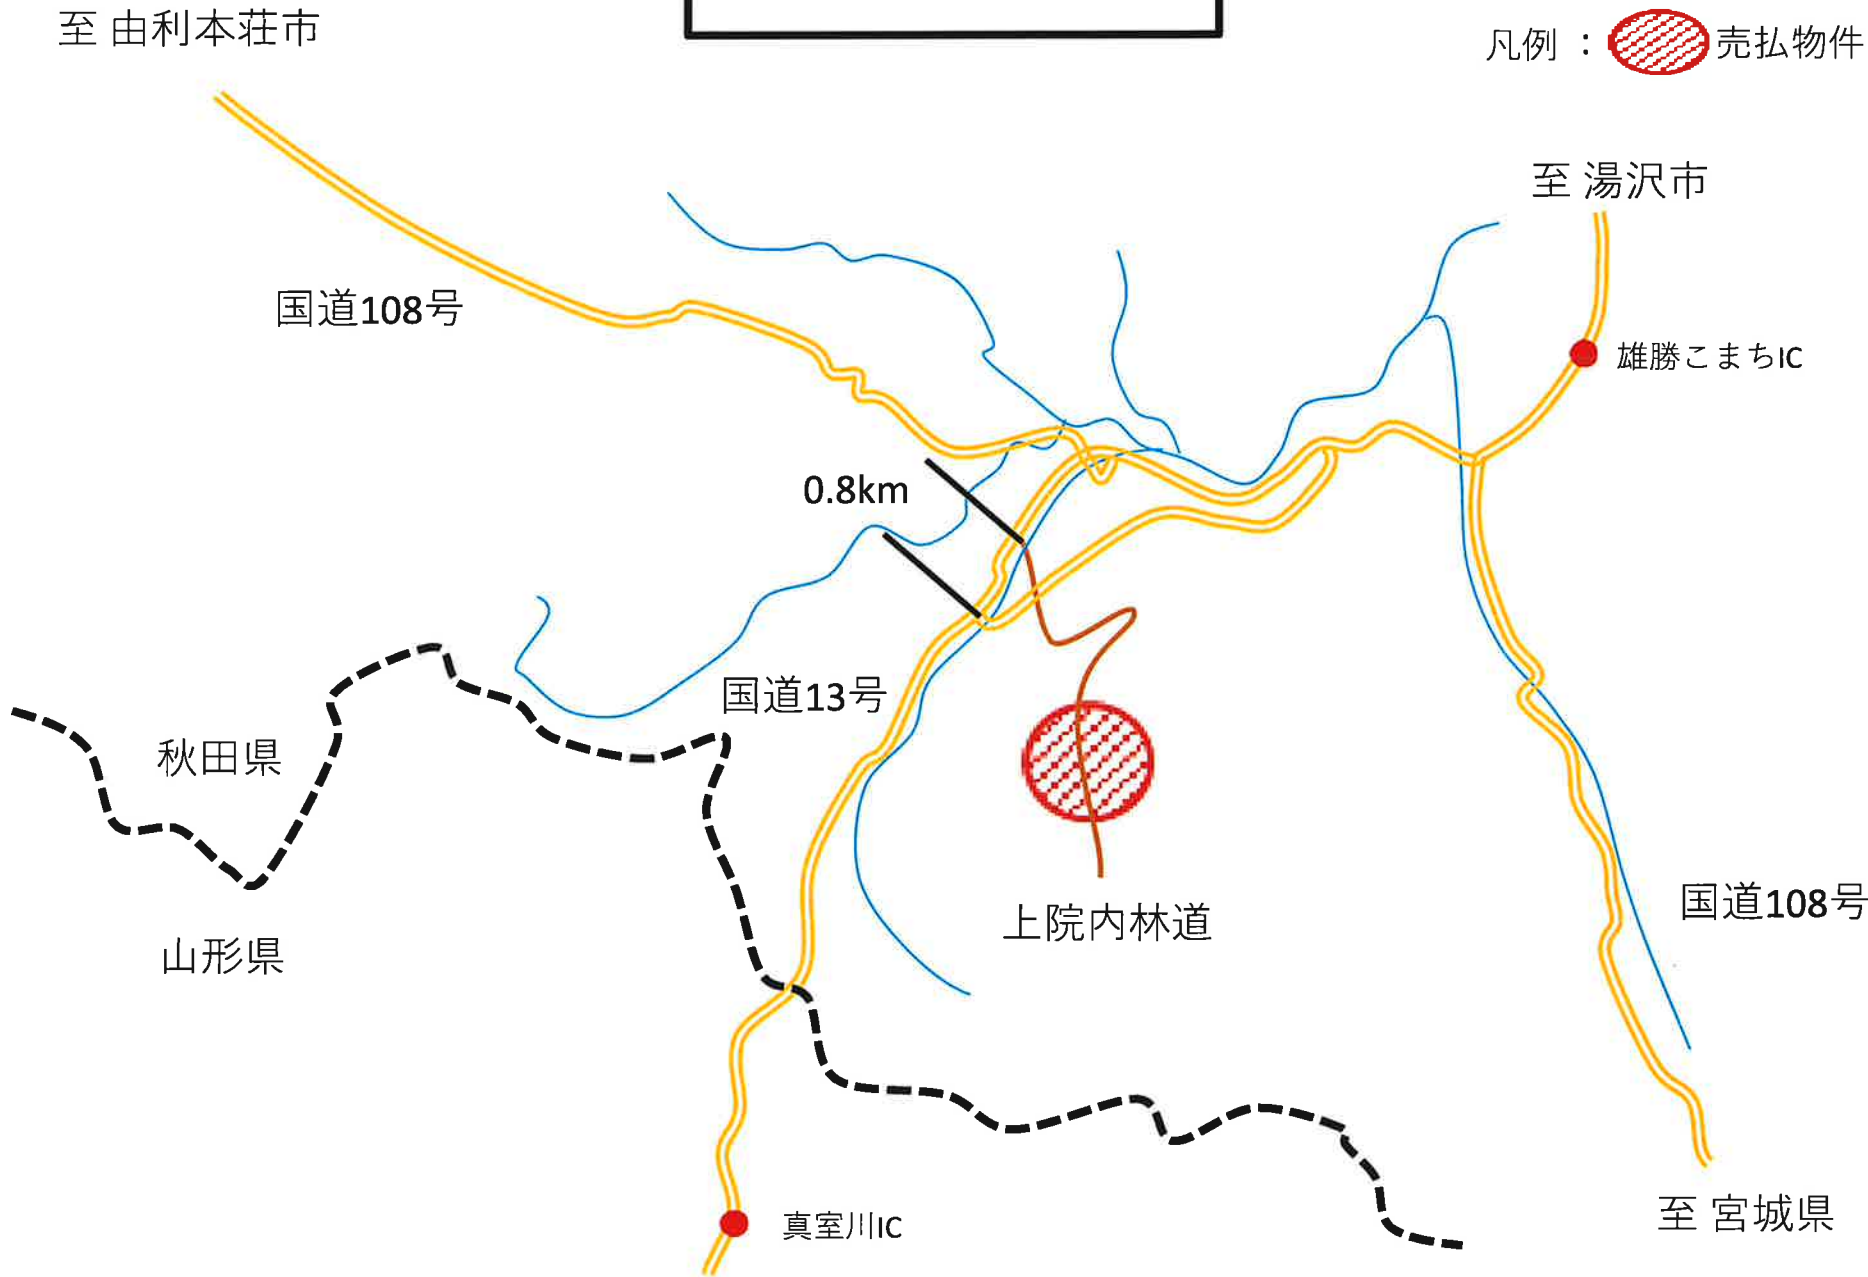 至 由利本荘市
凡例 : 売払物件
至 湯沢市
国道108号
雄勝こまちIC
0.8km
国道13号
秋田県
国道108号
上院内林道
山形県
至 宮城県
真室川IC